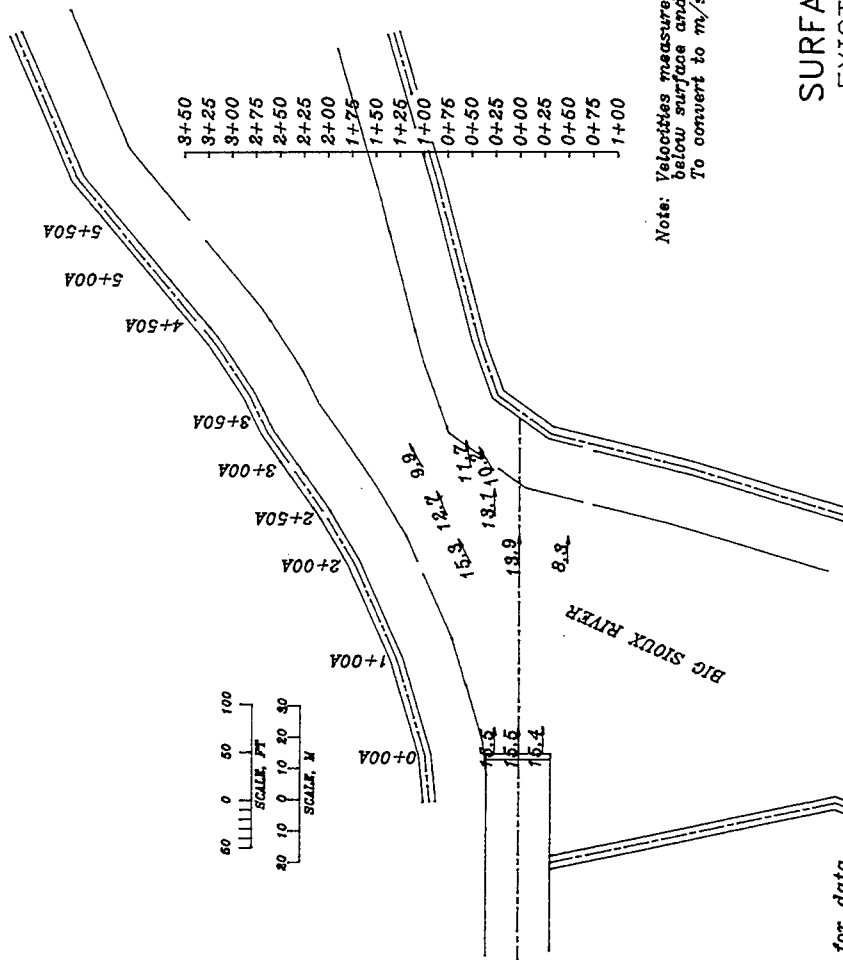 3+50
3+25
3+00
2+75
2+50
2+00
1+75
1+50
1+25
1+00
0+75
0+50
0+25
0+00
0+25
0+50
0+75
1+00
5+50A
5+00A
4+50A
3+50A
3+00A
2+50A
2+00A
1+00A
0+00A
50 0 50 100
SCALE, FT
20 10 0 10 20 30
SCALE, M
9.9
12.7
15.3
11.7
10.2
13.1
13.9
8.3
15.5
15.4
BIG SIOUX RIVER
Note: Velocities measure
below surface and
To convert to m/s
SURFA
for data